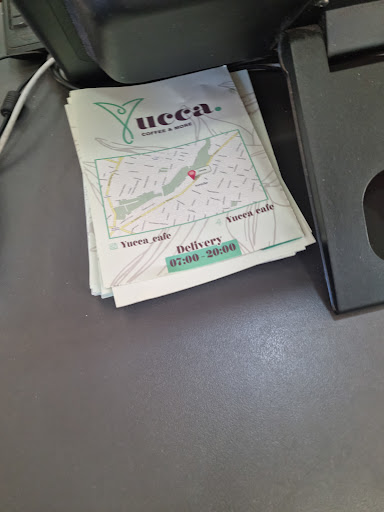 Yucca.
COFFEE & MORE
Yucca_cafe
Yucca_cafe
Delivery
07:00 - 20:00